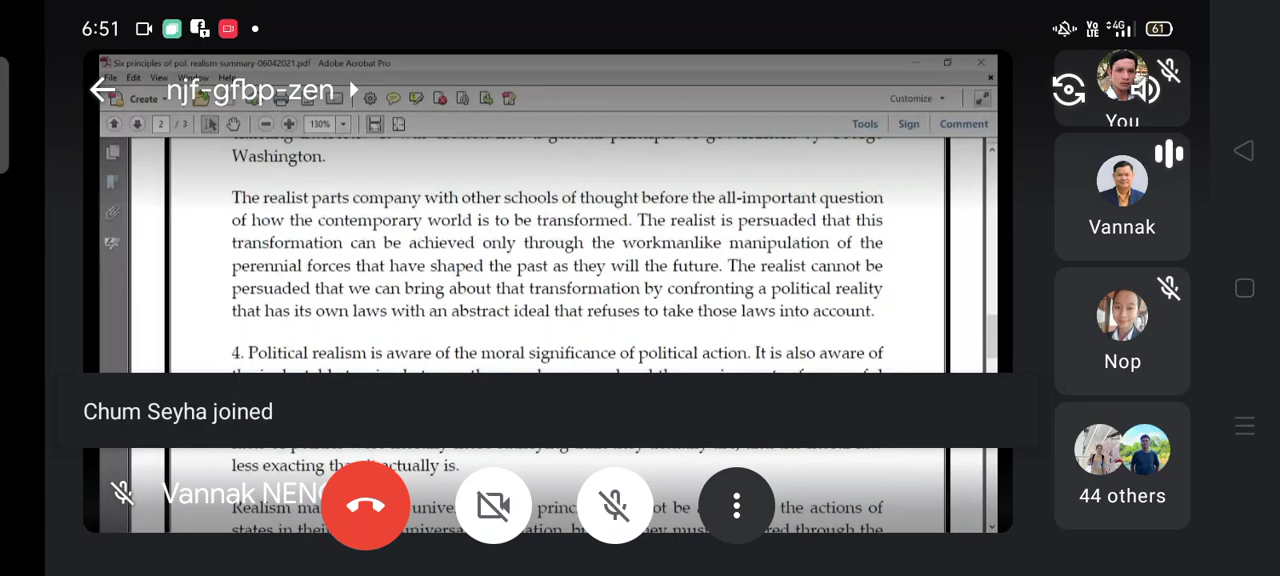 6:51
Vo LTE 4G 61
Six principles of pol. realism-summary-06042021.pdf - Adobe Acrobat Pro
File Edit View Window Help
njf-gfbp-zen
Create
Customize
2 / 3 130%
Tools Sign Comment
Washington.
The realist parts company with other schools of thought before the all-important question
of how the contemporary world is to be transformed. The realist is persuaded that this
transformation can be achieved only through the workmanlike manipulation of the
perennial forces that have shaped the past as they will the future. The realist cannot be
persuaded that we can bring about that transformation by confronting a political reality
that has its own laws with an abstract ideal that refuses to take those laws into account.
4. Political realism is aware of the moral significance of political action. It is also aware of
Chum Seyha joined
less exacting actually is.
Vannak
Realism the actions of
states in their
You
Vannak
Nop
44 others